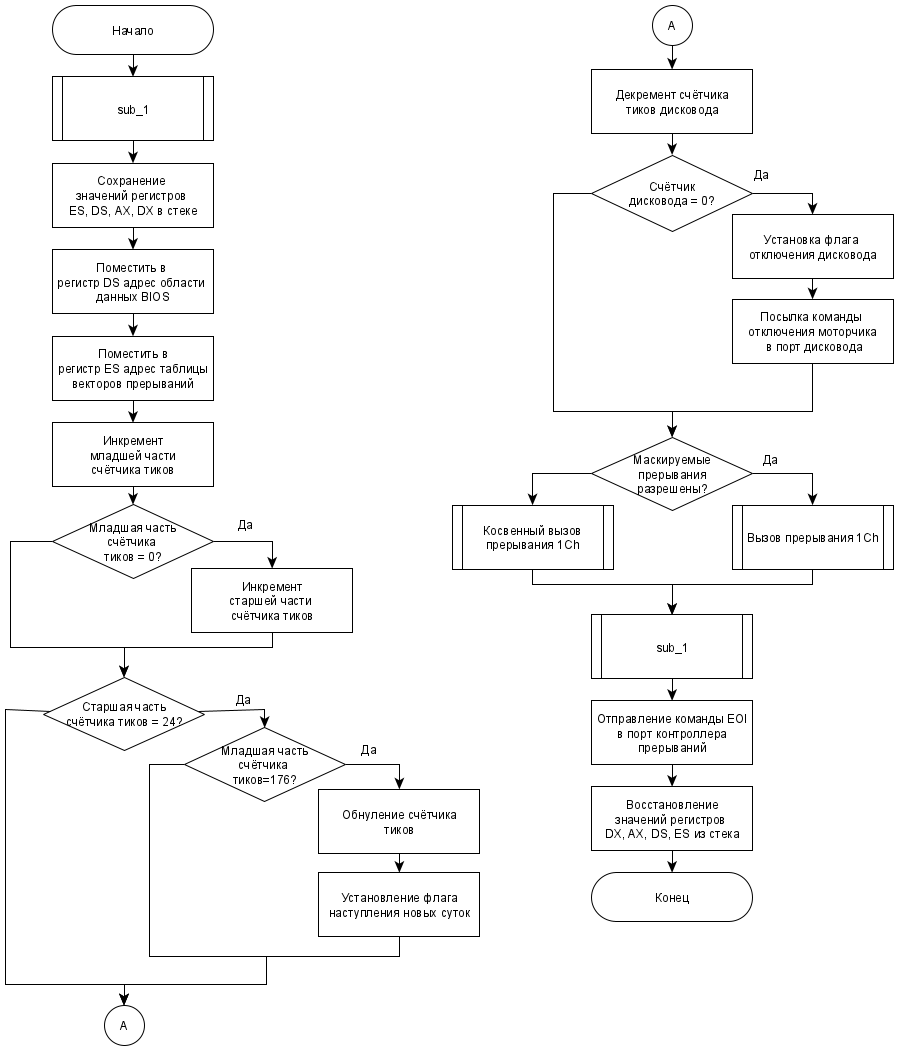 Начало
sub_1
Сохранение
значений регистров
ES, DS, AX, DX в стеке
Поместить в
регистр DS адрес области
данных BIOS
Поместить в
регистр ES адрес таблицы
векторов прерываний
Инкремент
младшей части
счётчика тиков
Младшая часть
счётчика
тиков = 0?
Да
Инкремент
старшей части
счётчика тиков
Старшая часть
счётчика тиков = 24?
Да
Младшая часть
счётчика
тиков=176?
Да
Обнуление счётчика
тиков
Установление флага
наступления новых суток
А
А
Декремент счётчика
тиков дисковода
Счётчик
дисковода = 0?
Да
Установка флага
отключения дисковода
Посылка команды
отключения моторчика
в порт дисковода
Маскируемые
прерывания
разрешены?
Да
Косвенный вызов
прерывания 1Ch
Вызов прерывания 1Ch
sub_1
Отправление команды EOI
в порт контроллера
прерываний
Восстановление
значений регистров
DX, AX, DS, ES из стека
Конец